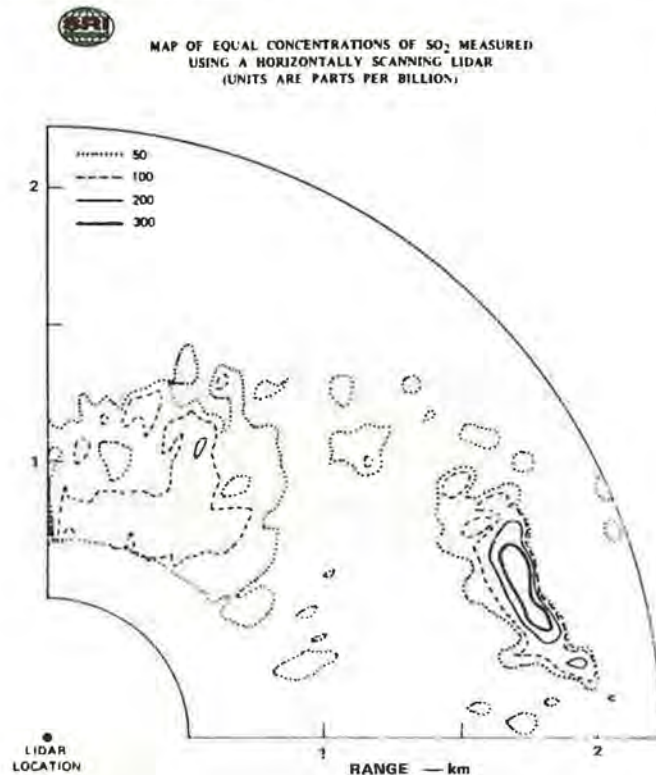 SRI
MAP OF EQUAL CONCENTRATIONS OF SO2 MEASURED
USING A HORIZONTALLY SCANNING LIDAR
(UNITS ARE PARTS PER BILLION)
50
100
200
300
2
1
LIDAR
LOCATION
1
2
RANGE — km